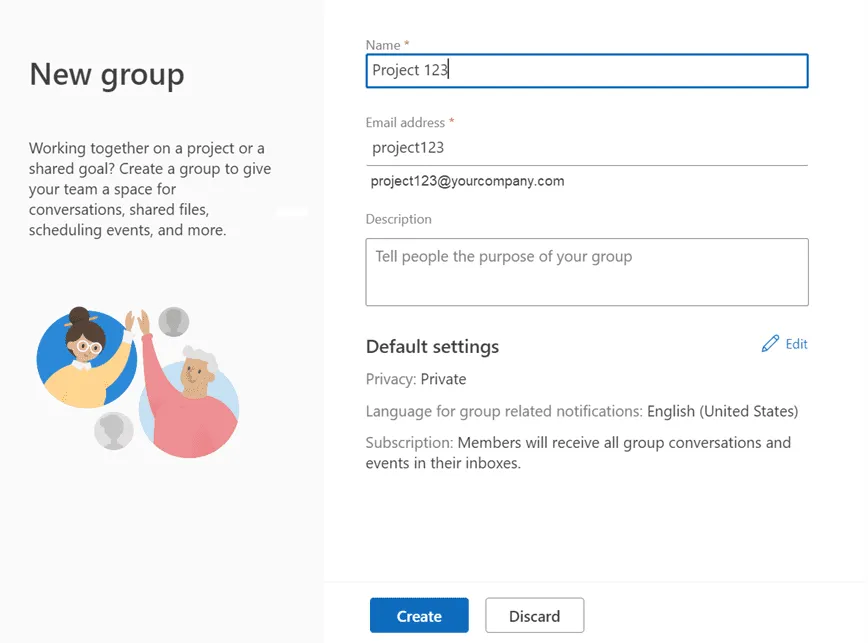 New group
Working together on a project or a
shared goal? Create a group to give
your team a space for
conversations, shared files,
scheduling events, and more.
Name *
Project 123
Email address *
project123
project123@yourcompany.com
Description
Tell people the purpose of your group
Default settings
Edit
Privacy: Private
Language for group related notifications: English (United States)
Subscription: Members will receive all group conversations and
events in their inboxes.
Create
Discard